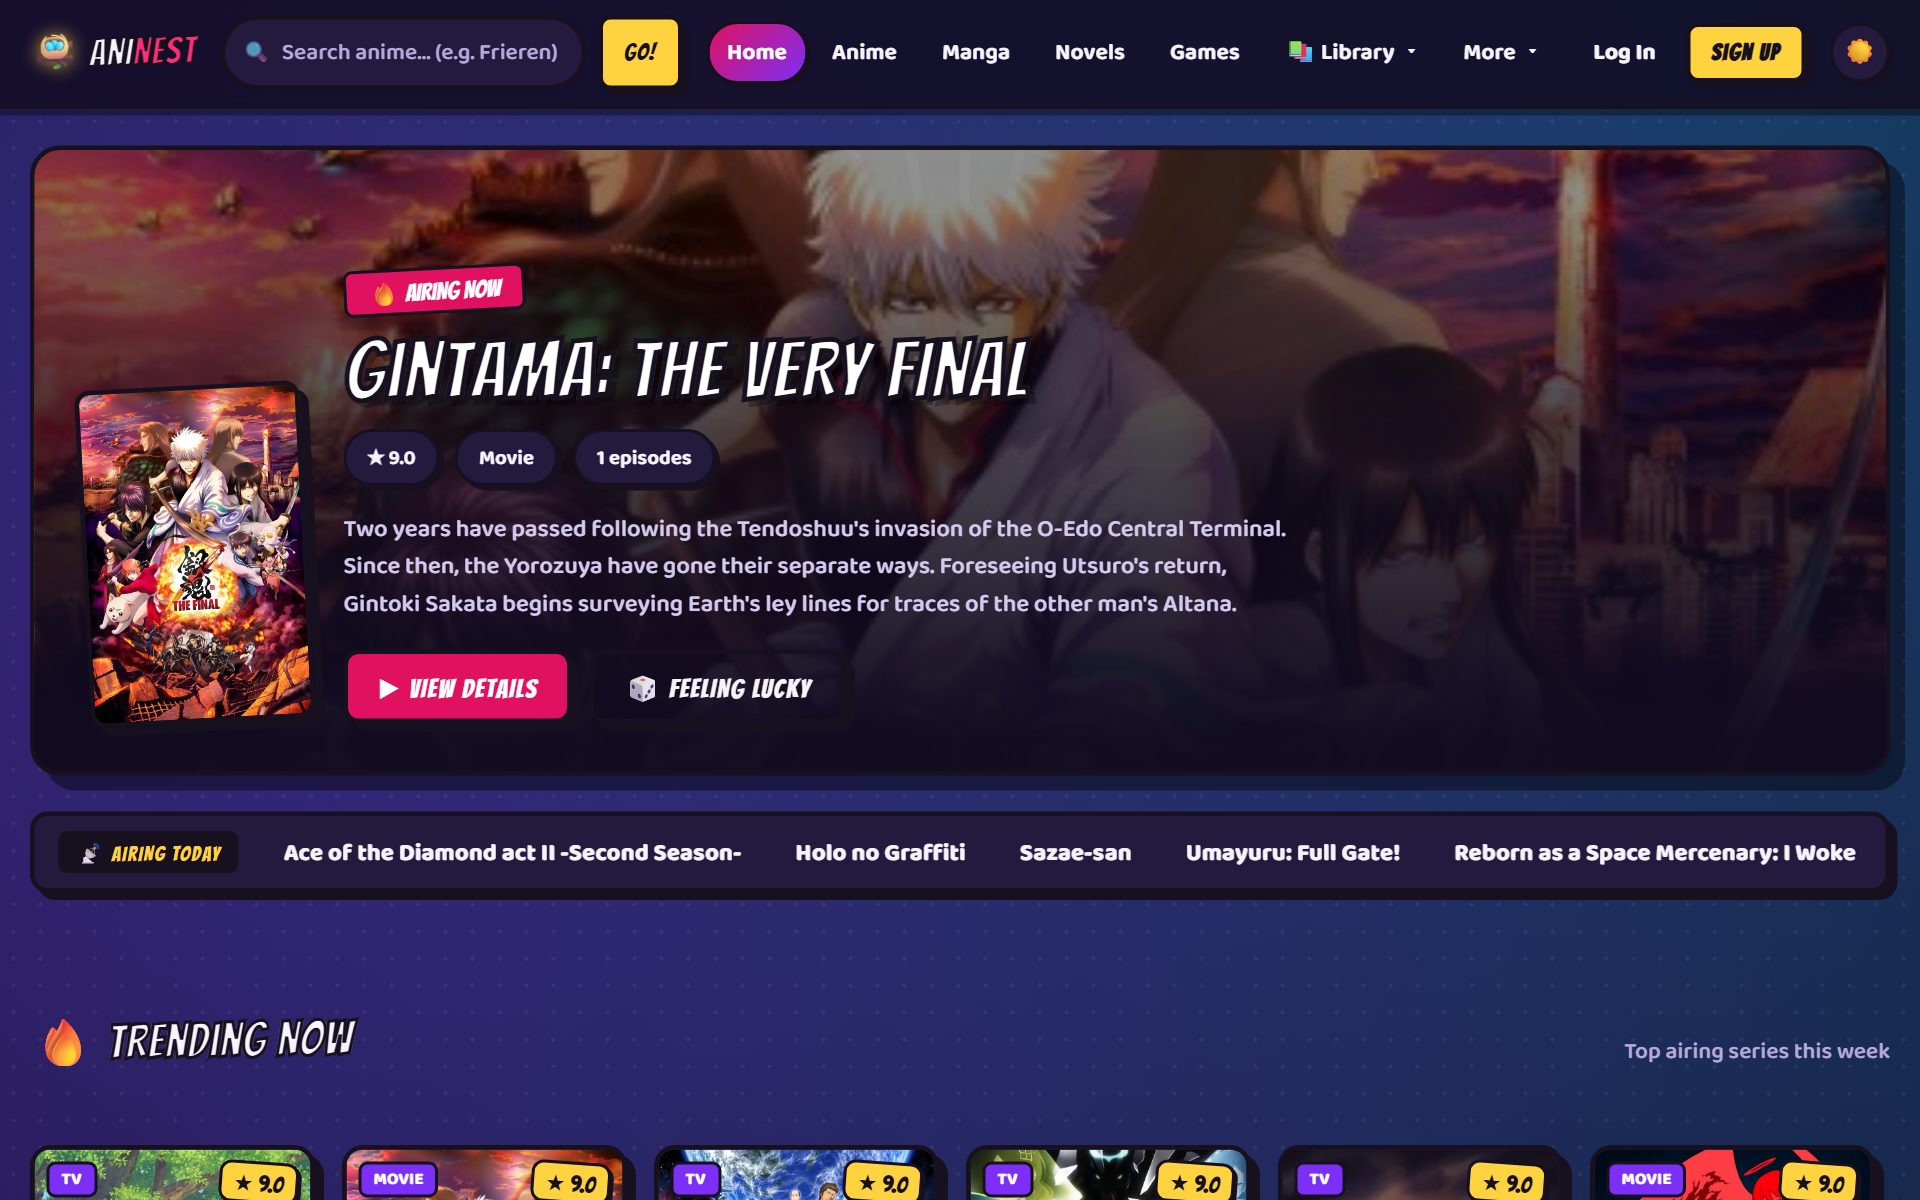 ANINEST
Search anime... (e.g. Frieren)
GO!
Home
Anime
Manga
Novels
Games
Library
More
Log In
SIGN UP
AIRING NOW
GINTAMA: THE VERY FINAL
★ 9.0
Movie
1 episodes
Two years have passed following the Tendoshuu's invasion of the O-Edo Central Terminal.
Since then, the Yorozuya have gone their separate ways. Foreseeing Utsuro's return,
Gintoki Sakata begins surveying Earth's ley lines for traces of the other man's Altana.
銀魂
THE FINAL
▶ VIEW DETAILS
FEELING LUCKY
AIRING TODAY
Ace of the Diamond act II -Second Season-
Holo no Graffiti
Sazae-san
Umayuru: Full Gate!
Reborn as a Space Mercenary: I Woke
TRENDING NOW
Top airing series this week
TV
★ 9.0
MOVIE
★ 9.0
TV
★ 9.0
TV
★ 9.0
TV
★ 9.0
MOVIE
★ 9.0